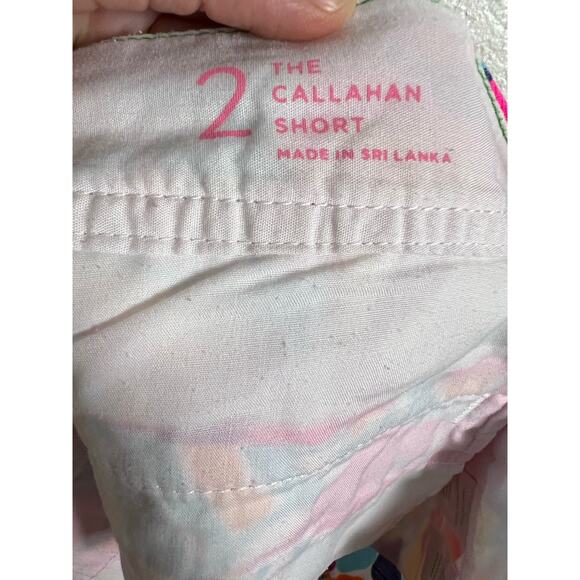 2
THE
CALLAHAN
SHORT
MADE IN SRI LANKA